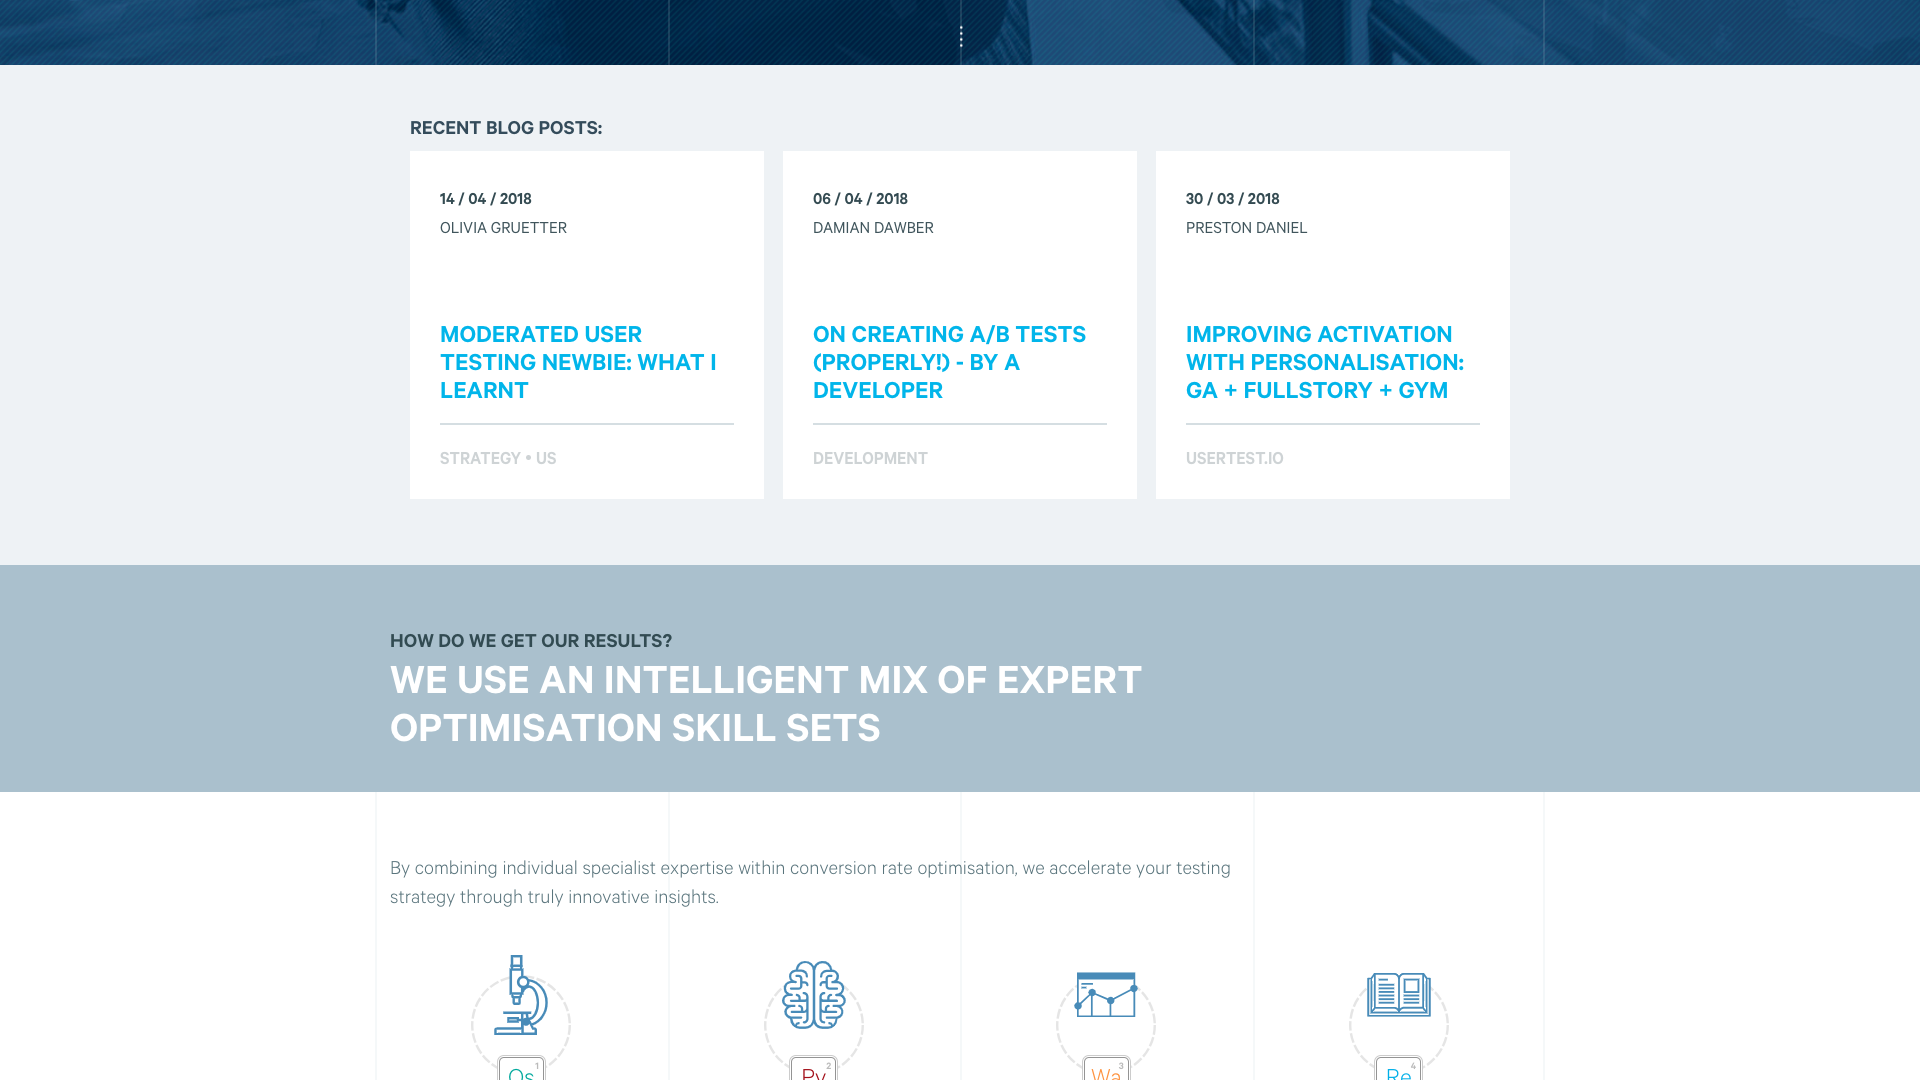 RECENT BLOG POSTS:
14 / 04 / 2018
OLIVIA GRUETTER
MODERATED USER
TESTING NEWBIE: WHAT I
LEARNT
STRATEGY • US
06 / 04 / 2018
DAMIAN DAWBER
ON CREATING A/B TESTS
(PROPERLY!) - BY A
DEVELOPER
DEVELOPMENT
30 / 03 / 2018
PRESTON DANIEL
IMPROVING ACTIVATION
WITH PERSONALISATION:
GA + FULLSTORY + GYM
USERTEST.IO
HOW DO WE GET OUR RESULTS?
WE USE AN INTELLIGENT MIX OF EXPERT
OPTIMISATION SKILL SETS
By combining individual specialist expertise within conversion rate optimisation, we accelerate your testing
strategy through truly innovative insights.
1
Os
2
Py
3
Wa
4
Re